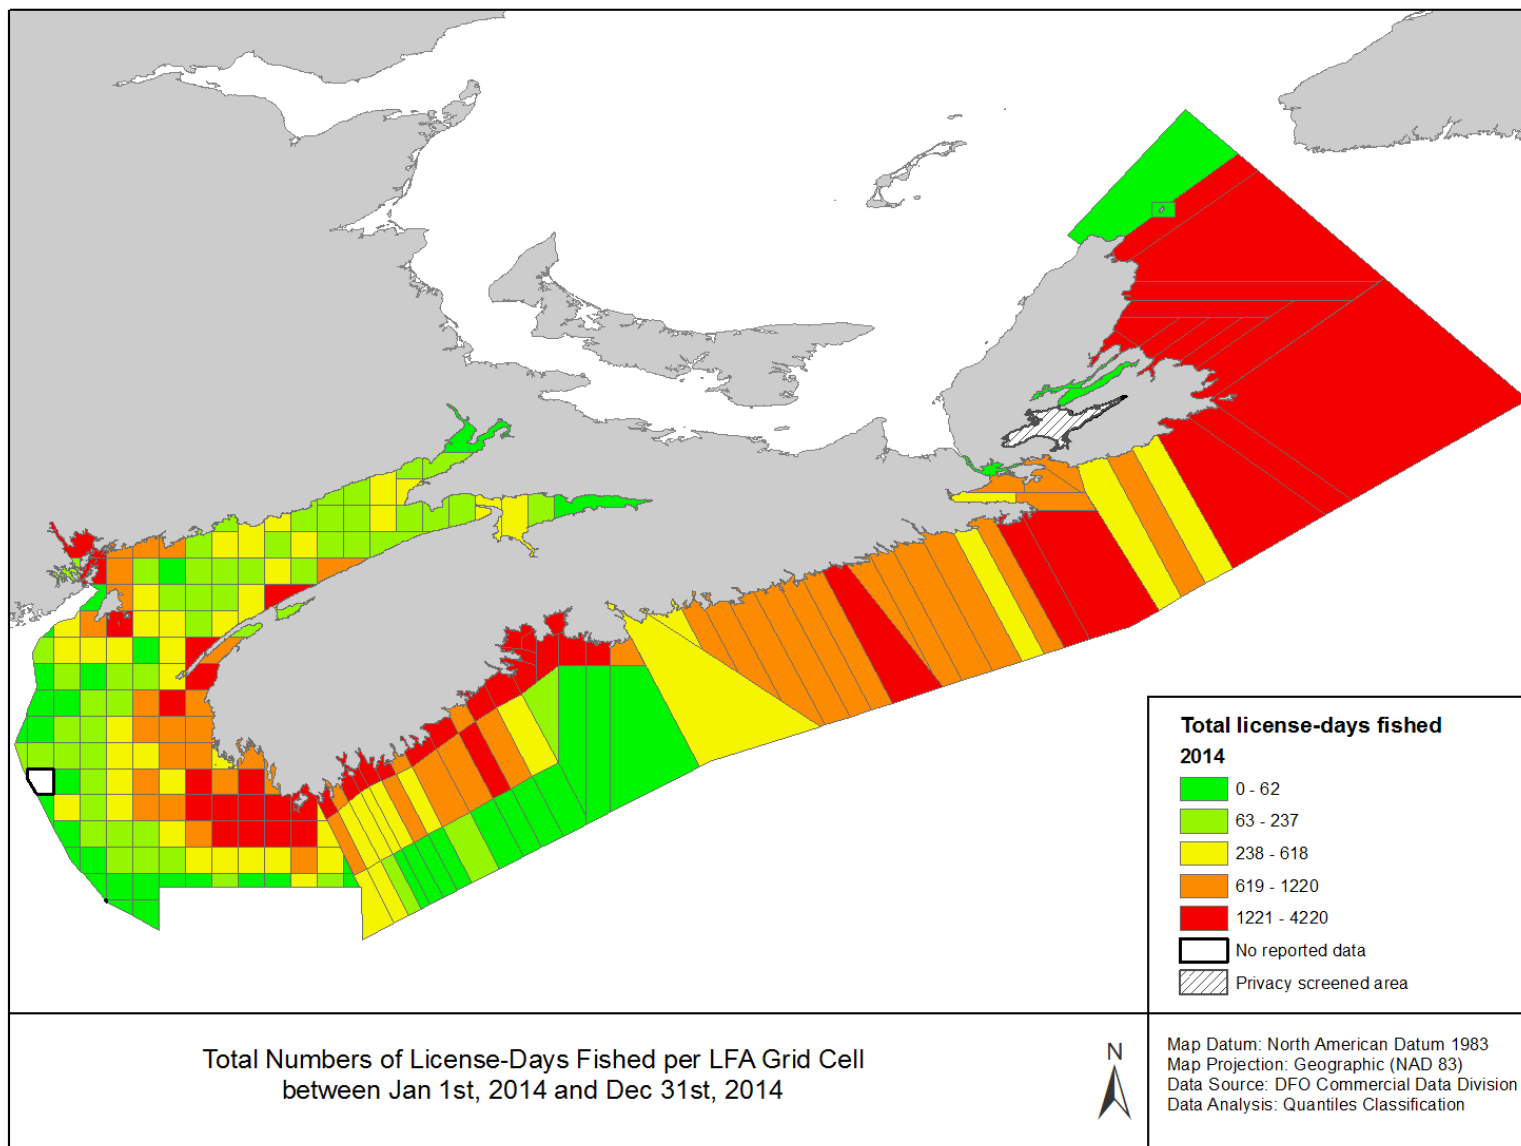 Total license-days fished
2014
0 - 62
63 - 237
238 - 618
619 - 1220
1221 - 4220
No reported data
Privacy screened area
Total Numbers of License-Days Fished per LFA Grid Cell
between Jan 1st, 2014 and Dec 31st, 2014
N
Map Datum: North American Datum 1983
Map Projection: Geographic (NAD 83)
Data Source: DFO Commercial Data Division
Data Analysis: Quantiles Classification